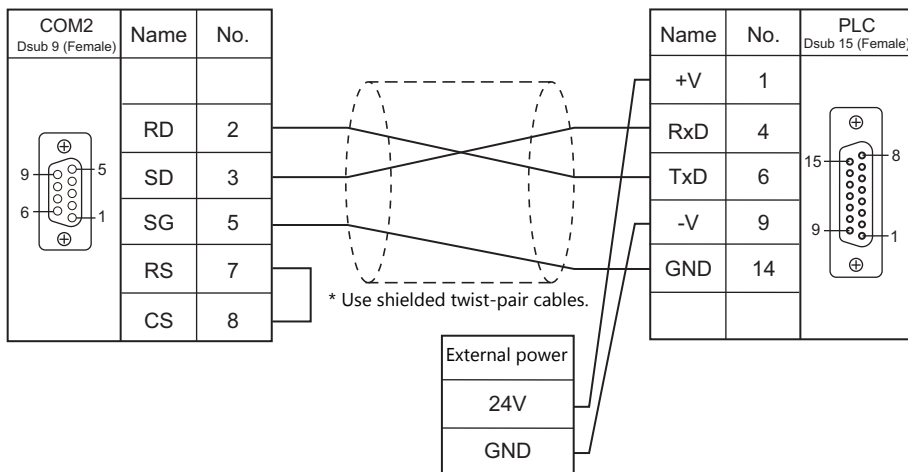 COM2
Dsub 9 (Female)
Name No.
RD 2
SD 3
SG 5
RS 7
CS 8
9
5
6
1
* Use shielded twist-pair cables.
External power
24V
GND
Name No.
PLC
Dsub 15 (Female)
+V 1
RxD 4
TxD 6
-V 9
GND 14
15
8
9
1